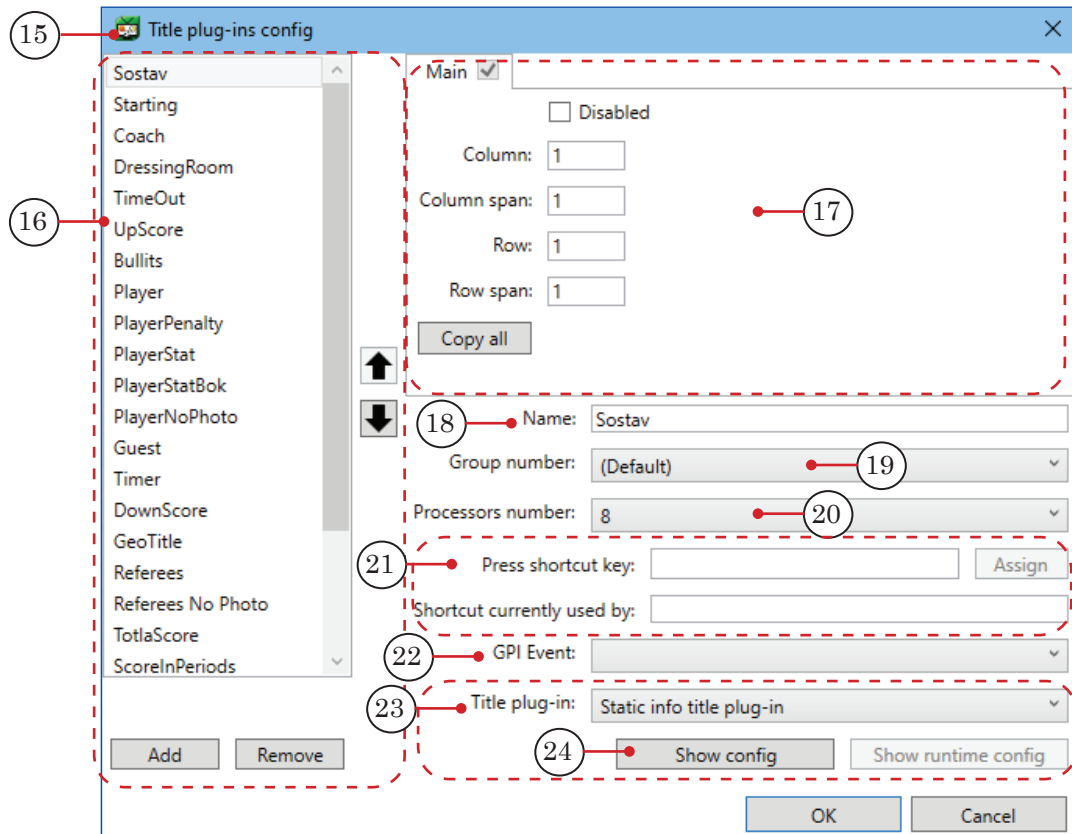 15
Title plug-ins config
16
Sostav
Starting
Coach
DressingRoom
TimeOut
UpScore
Bullits
Player
PlayerPenalty
PlayerStat
PlayerStatBok
PlayerNoPhoto
Guest
Timer
DownScore
GeoTitle
Referees
Referees No Photo
TotlaScore
ScoreInPeriods
Add
Remove
Main
Disabled
Column: 1
Column span: 1
17
Row: 1
Row span: 1
Copy all
18
Name: Sostav
Group number: (Default)
19
Processors number: 8
20
21
Press shortcut key:
Assign
Shortcut currently used by:
22
GPI Event:
23
Title plug-in: Static info title plug-in
24
Show config
Show runtime config
OK
Cancel